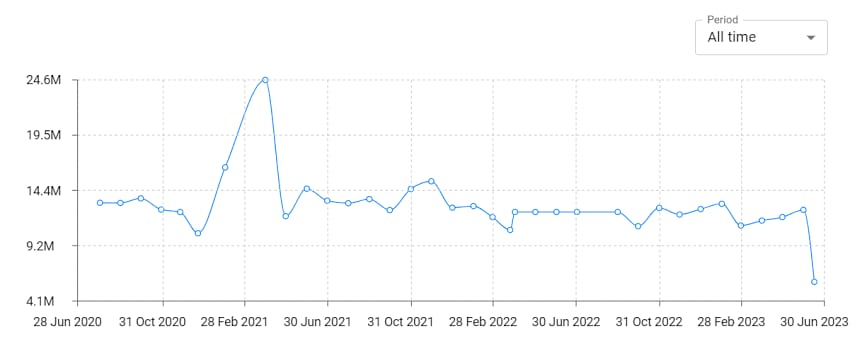 Period
All time
24.6M
19.5M
14.4M
9.2M
4.1M
28 Jun 2020 31 Oct 2020 28 Feb 2021 30 Jun 2021 31 Oct 2021 28 Feb 2022 30 Jun 2022 31 Oct 2022 28 Feb 2023 30 Jun 2023